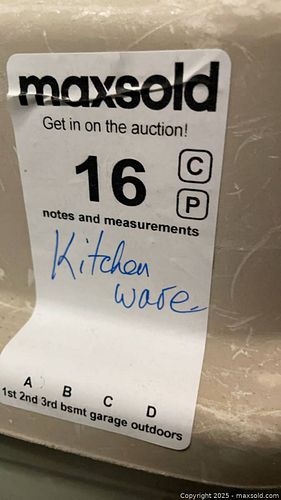 maxsold
Get in on the auction!
16
C
P
notes and measurements
Kitchen
ware
A B C D
1st 2nd 3rd bsmt garage outdoors
Copyright 2025 - maxsold.com